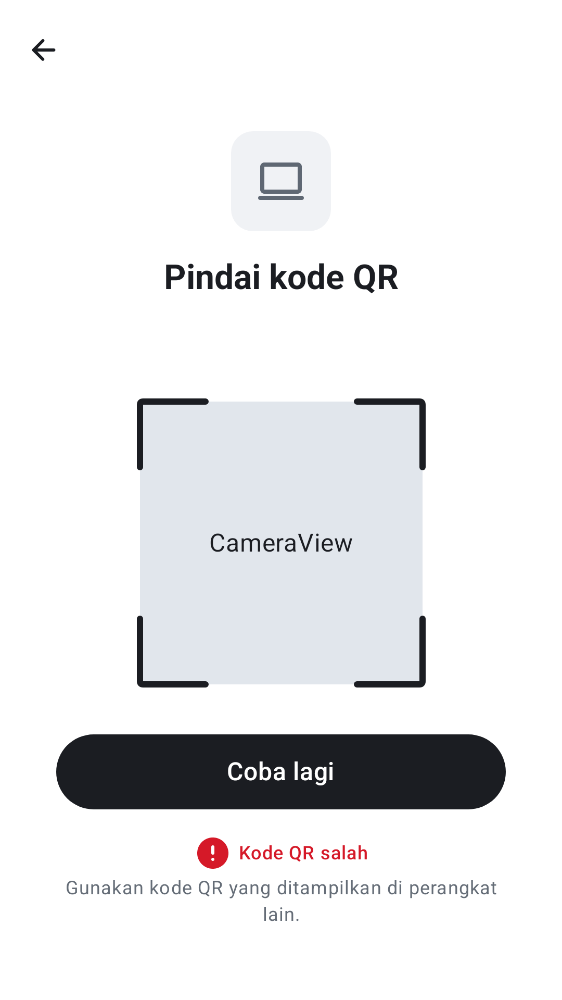 Pindai kode QR
CameraView
Coba lagi
Kode QR salah
Gunakan kode QR yang ditampilkan di perangkat
lain.